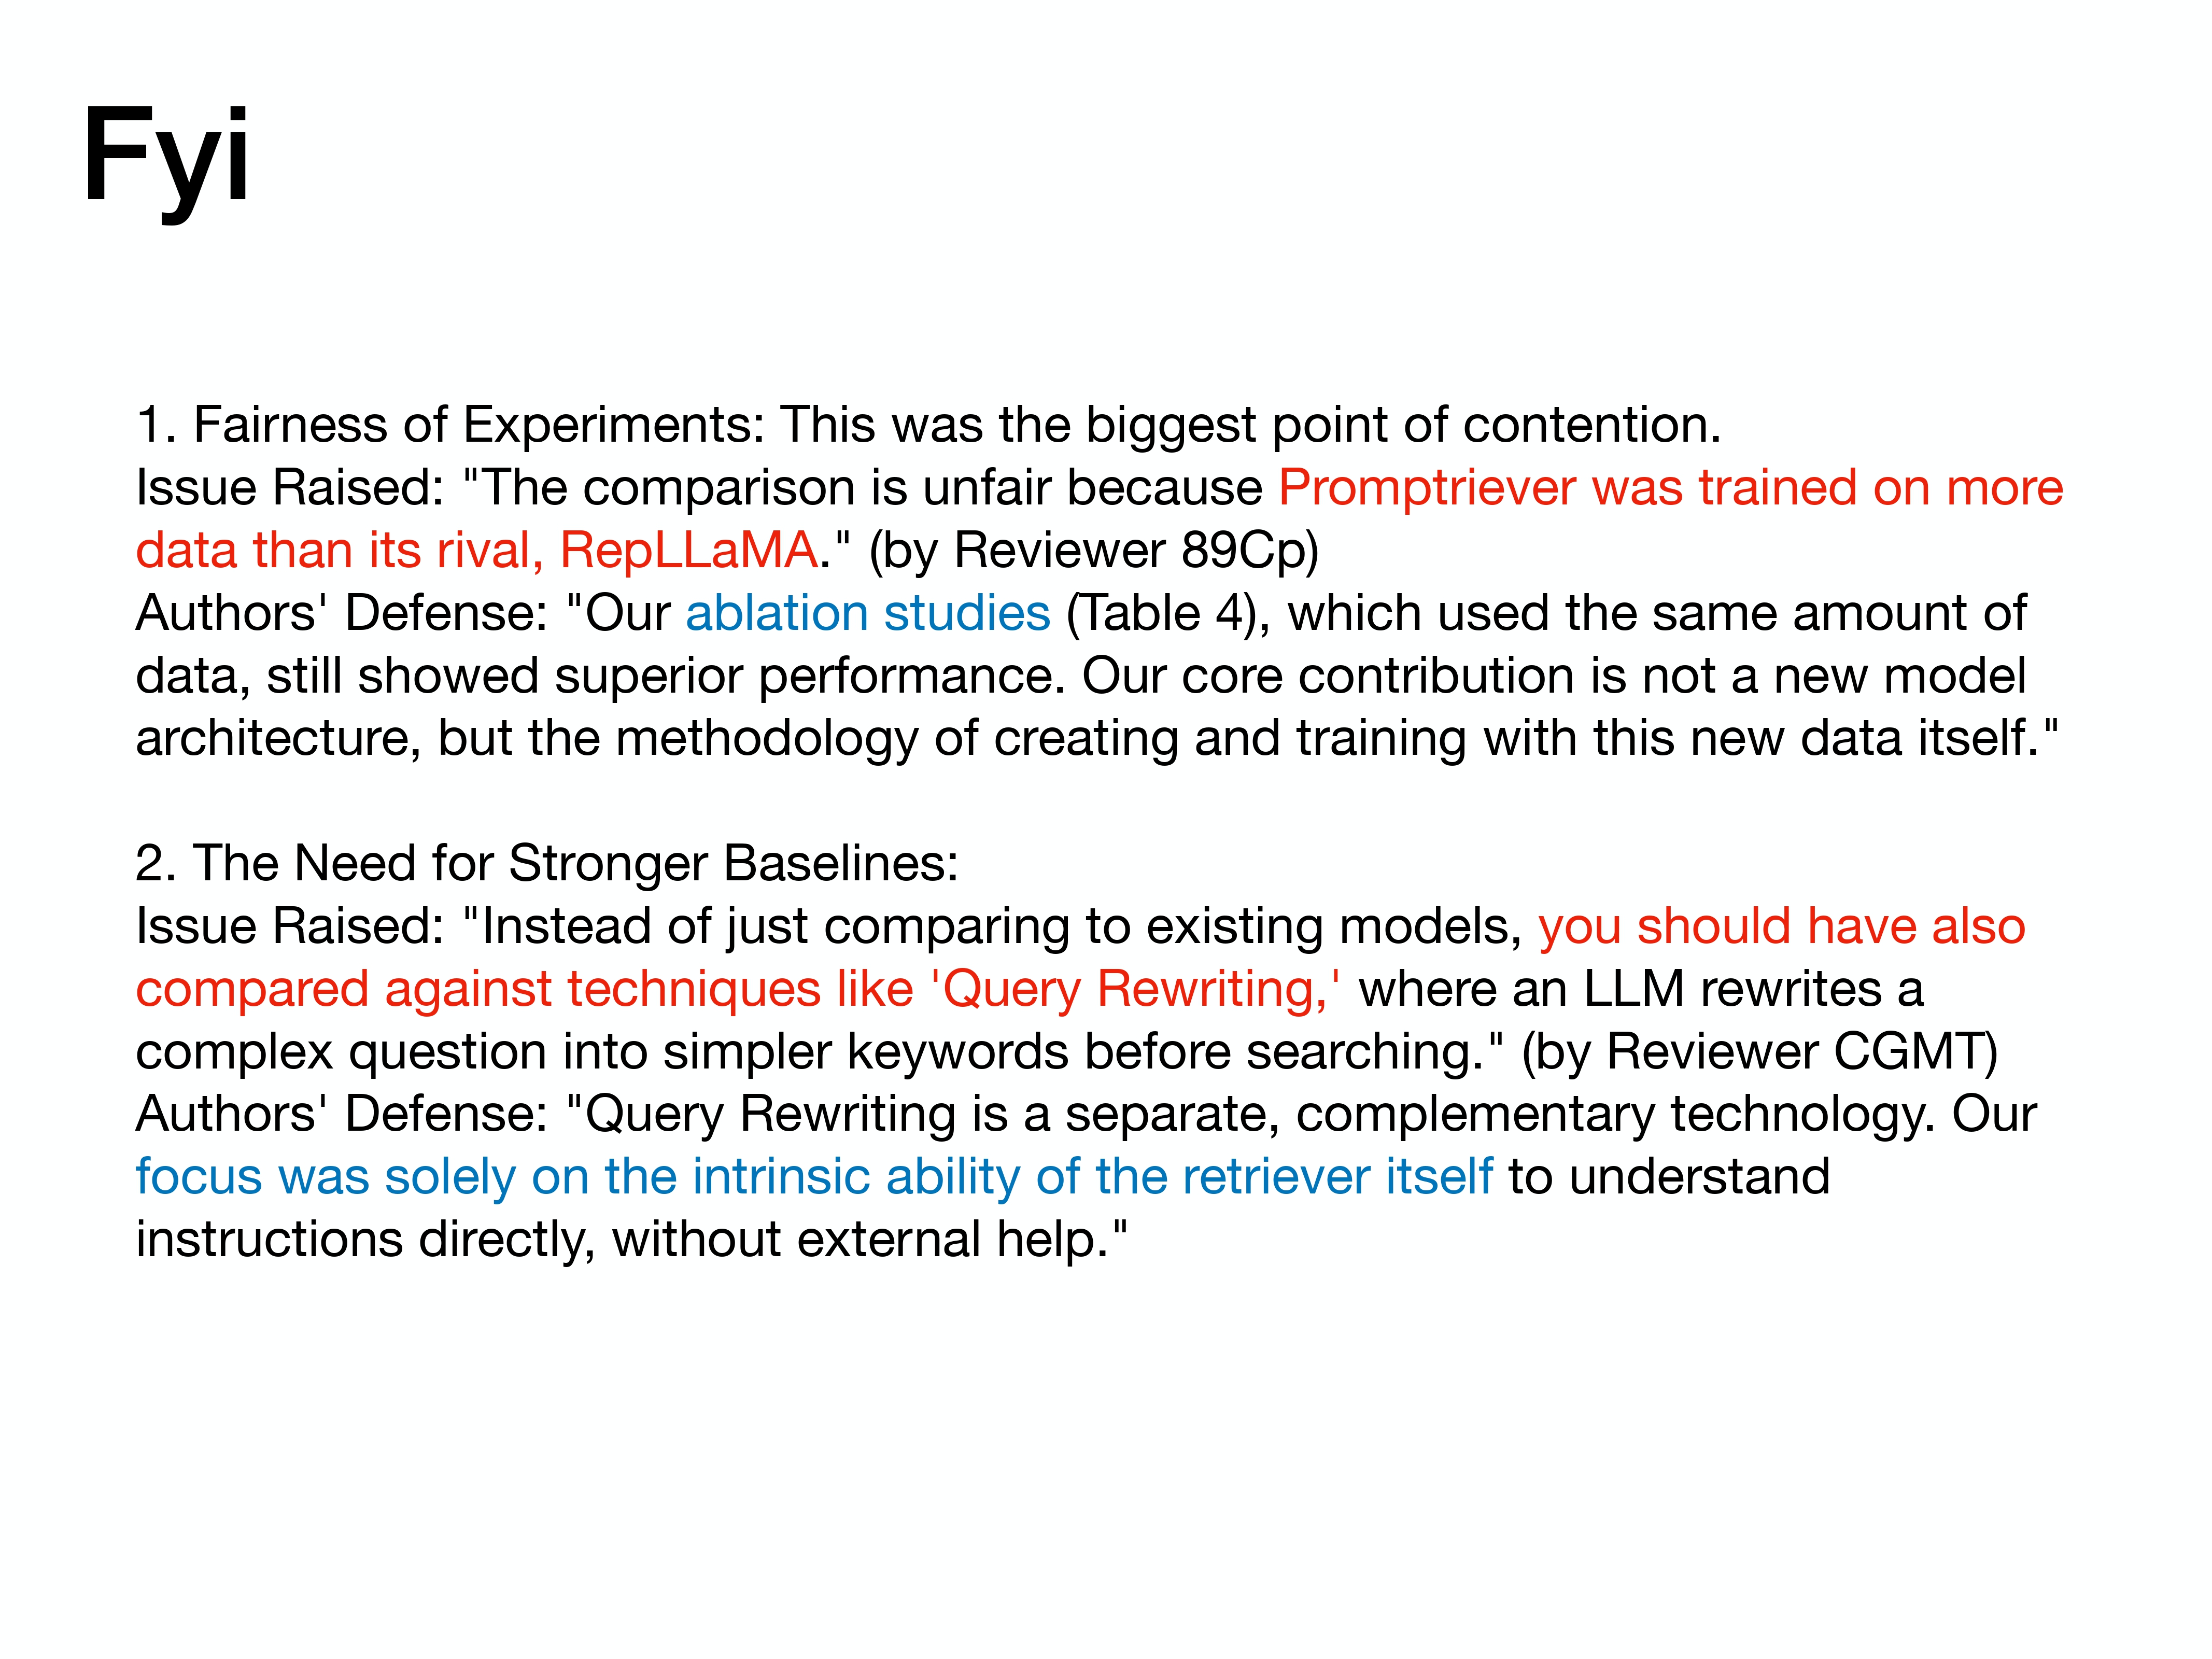 Fyi
1. Fairness of Experiments: This was the biggest point of contention.
Issue Raised: "The comparison is unfair because Promptriever was trained on more
data than its rival, RepLLaMA." (by Reviewer 89Cp)
Authors' Defense: "Our ablation studies (Table 4), which used the same amount of
data, still showed superior performance. Our core contribution is not a new model
architecture, but the methodology of creating and training with this new data itself."
2. The Need for Stronger Baselines:
Issue Raised: "Instead of just comparing to existing models, you should have also
compared against techniques like 'Query Rewriting,' where an LLM rewrites a
complex question into simpler keywords before searching." (by Reviewer CGMT)
Authors' Defense: "Query Rewriting is a separate, complementary technology. Our
focus was solely on the intrinsic ability of the retriever itself to understand
instructions directly, without external help."